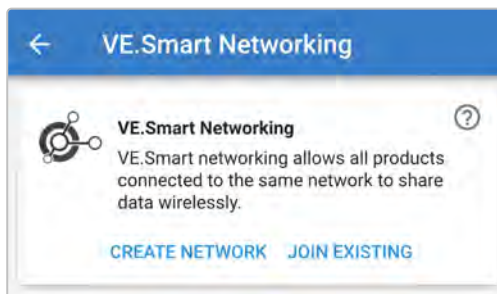 VE.Smart Networking
VE.Smart Networking
VE.Smart networking allows all products
connected to the same network to share
data wirelessly.
CREATE NETWORK JOIN EXISTING